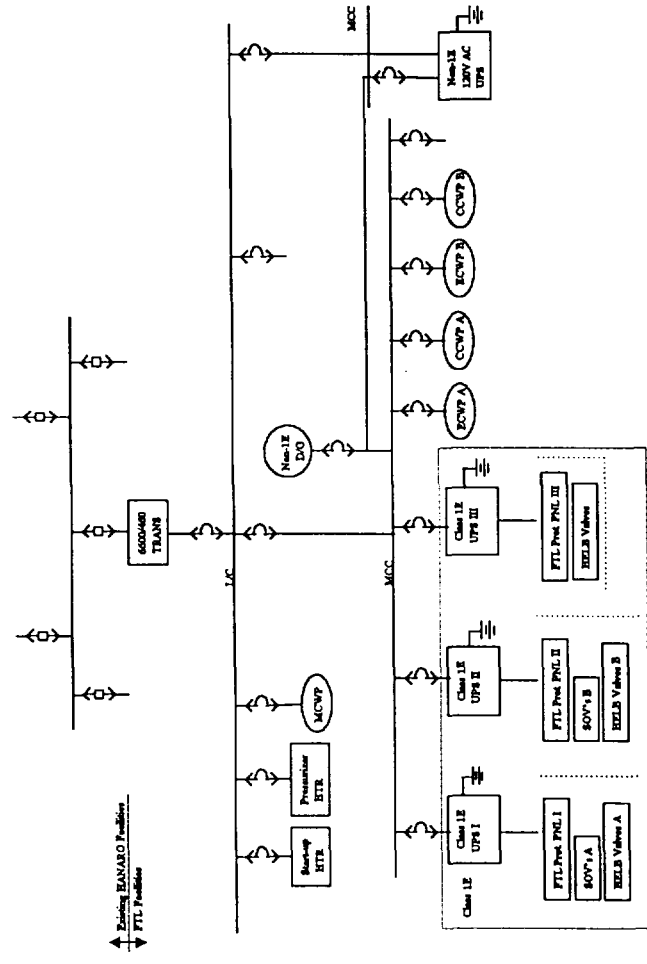 Existing HANARO Facilities
FTL Facilities
6600/480
TRANS
L/C
Start-up
HTR
Pressurizer
HTR
MCWP
Non-1E
D/G
MCC
Non-1E
120V AC
UPS
MCC
ECWP A
CCWP A
ECWP B
CCWP B
Class 1E
UPS I
Class 1E
UPS II
Class 1E
UPS III
Class 1E
FTL Prot PNL I
SOV's A
HELB Valves A
FTL Prot PNL II
SOV's B
HELB Valves B
FTL Prot PNL III
HELB Valves